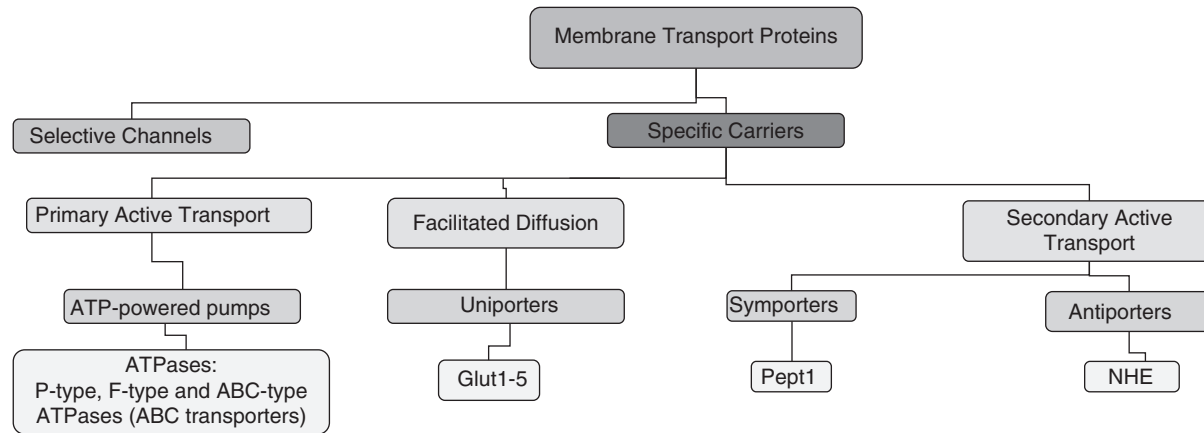 Membrane Transport Proteins
Selective Channels
Specific Carriers
Primary Active Transport
Facilitated Diffusion
Secondary Active
Transport
ATP-powered pumps
Uniporters
Symporters
Antiporters
ATPases:
P-type, F-type and ABC-type
ATPases (ABC transporters)
Glut1-5
Pept1
NHE